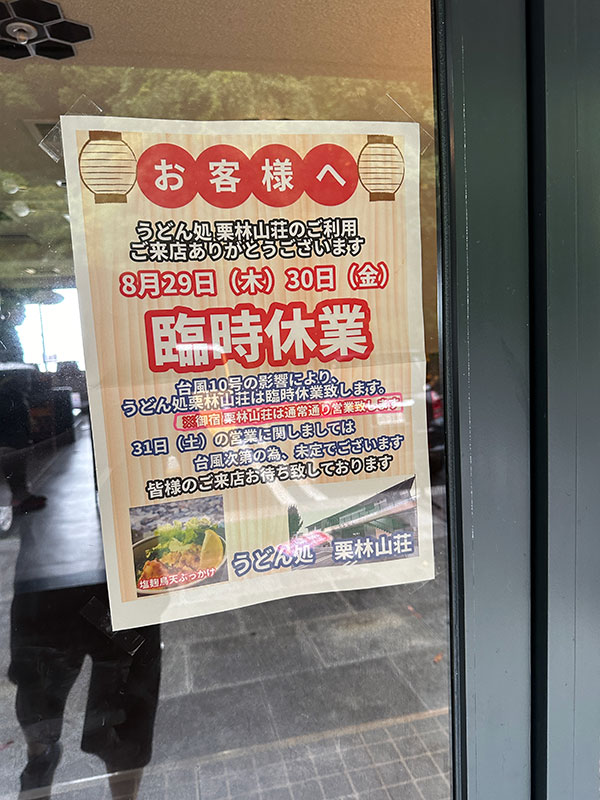 お客様へ
うどん処 栗林山荘のご利用
ご来店ありがとうございます
8月29日（木）30日（金）
臨時休業
台風10号の影響により、
うどん処栗林山荘は臨時休業致します。
御宿 栗林山荘は通常通り営業致します
31日（土）の営業に関しましては
台風次第の為、未定でございます
皆様のご来店お待ち致しております
塩麹鳥天ぶっかけ
うどん処　栗林山荘